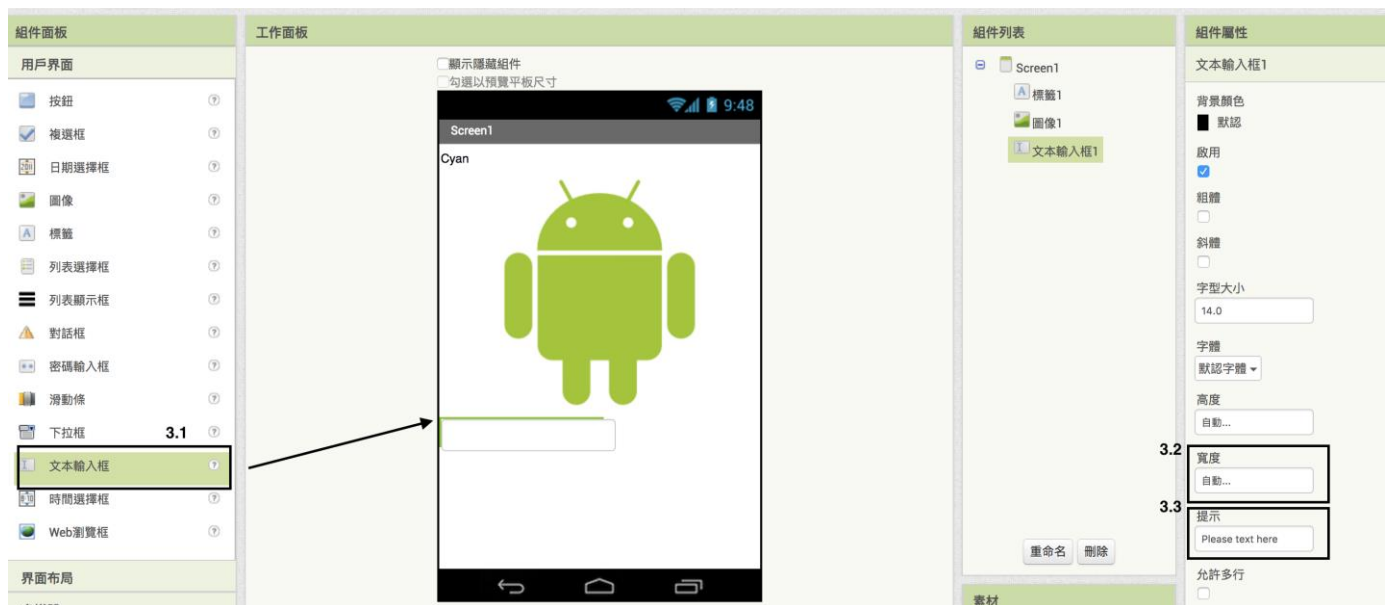 組件面板
用戶界面
按鈕
複選框
日期選擇框
圖像
標籤
列表選擇框
列表顯示框
對話框
密碼輸入框
滑動條
下拉框
3.1
文本輸入框
時間選擇框
Web瀏覽框
界面布局
工作面板
顯示隱藏組件
勾選以預覽平板尺寸
9:48
Screen1
Cyan
組件列表
Screen1
標籤1
圖像1
文本輸入框1
重命名 刪除
素材
組件屬性
文本輸入框1
背景顏色
默認
啟用
粗體
斜體
字型大小
14.0
字體
默認字體
高度
自動...
3.2
寬度
自動...
3.3
提示
Please text here
允許多行